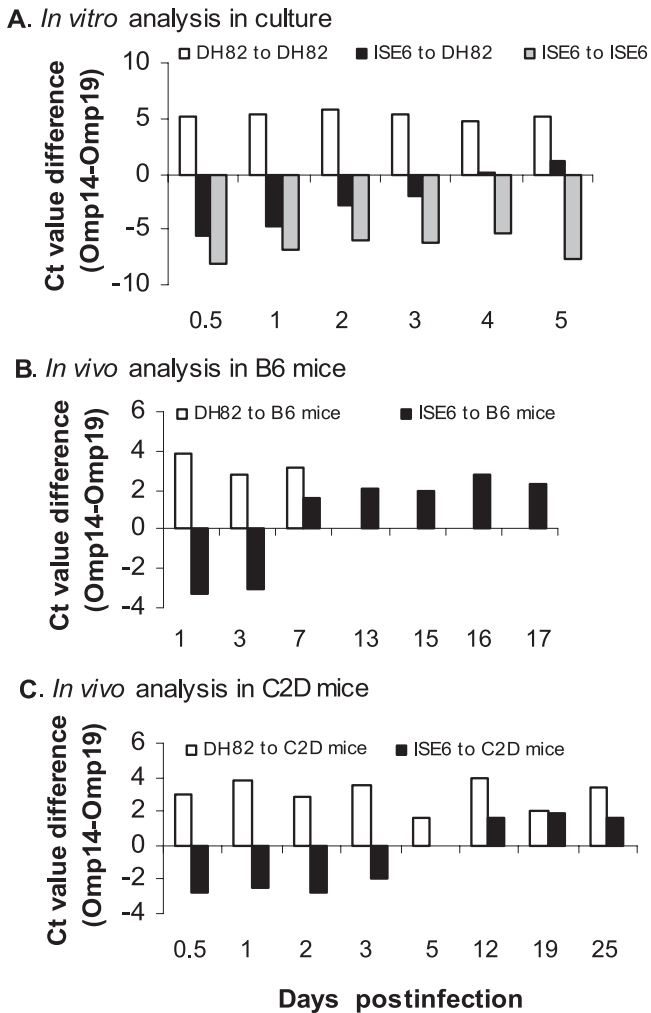 A. In vitro analysis in culture
DH82 to DH82 ISE6 to DH82 ISE6 to ISE6
Ct value difference
(Omp14-Omp19)
10
5
0
-5
-10
0.5 1 2 3 4 5
B. In vivo analysis in B6 mice
DH82 to B6 mice ISE6 to B6 mice
Ct value difference
(Omp14-Omp19)
6
4
2
0
-2
-4
1 3 7 13 15 16 17
C. In vivo analysis in C2D mice
DH82 to C2D mice ISE6 to C2D mice
Ct value difference
(Omp14-Omp19)
6
4
2
0
-2
-4
0.5 1 2 3 5 12 19 25
Days postinfection